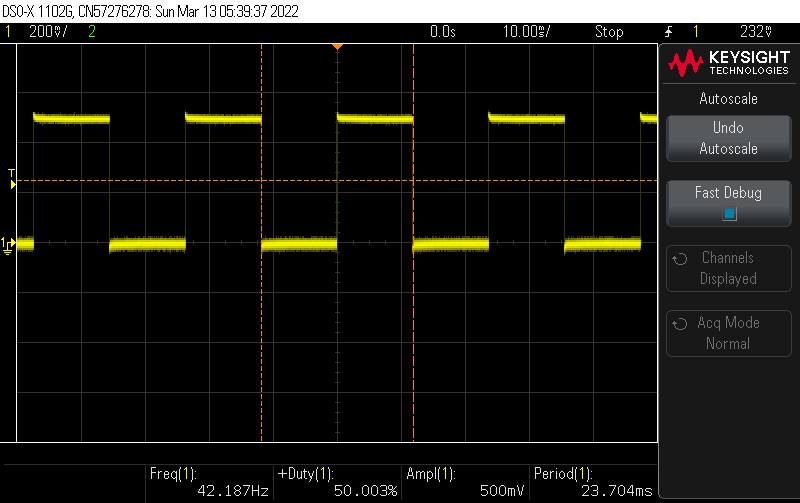 DSO-X 1102G, CN57276278: Sun Mar 13 05:39:37 2022
1 200mV/ 2 0.0s 10.00ms/ Stop 1 232mV
KEYSIGHT
TECHNOLOGIES
Autoscale
Undo
Autoscale
Fast Debug
Channels
Displayed
Acq Mode
Normal
T
1
Freq(1): +Duty(1): Ampl(1): Period(1):
42.187Hz 50.003% 500mV 23.704ms